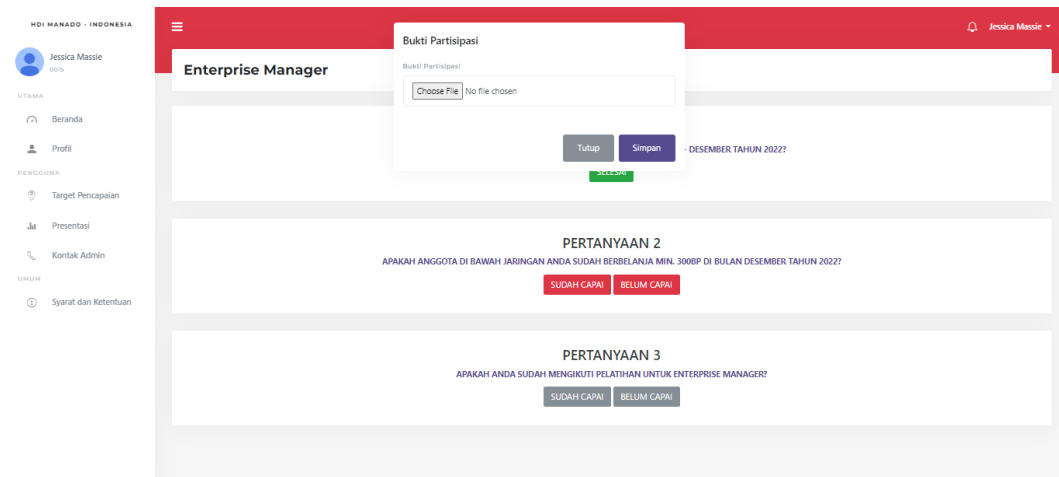 HDI MANADO - INDONESIA
Jessica Massie
Jessica Massie
0015
UTAMA
Beranda
Profil
PENGGUNA
Target Pencapaian
Presentasi
Kontak Admin
UMUM
Syarat dan Ketentuan
Enterprise Manager
Bukti Partisipasi
Bukti Partisipasi
Choose File No file chosen
Tutup Simpan
- DESEMBER TAHUN 2022?
SELESAI
PERTANYAAN 2
APAKAH ANGGOTA DI BAWAH JARINGAN ANDA SUDAH BERBELANJA MIN. 300BP DI BULAN DESEMBER TAHUN 2022?
SUDAH CAPAI BELUM CAPAI
PERTANYAAN 3
APAKAH ANDA SUDAH MENGIKUTI PELATIHAN UNTUK ENTERPRISE MANAGER?
SUDAH CAPAI BELUM CAPAI